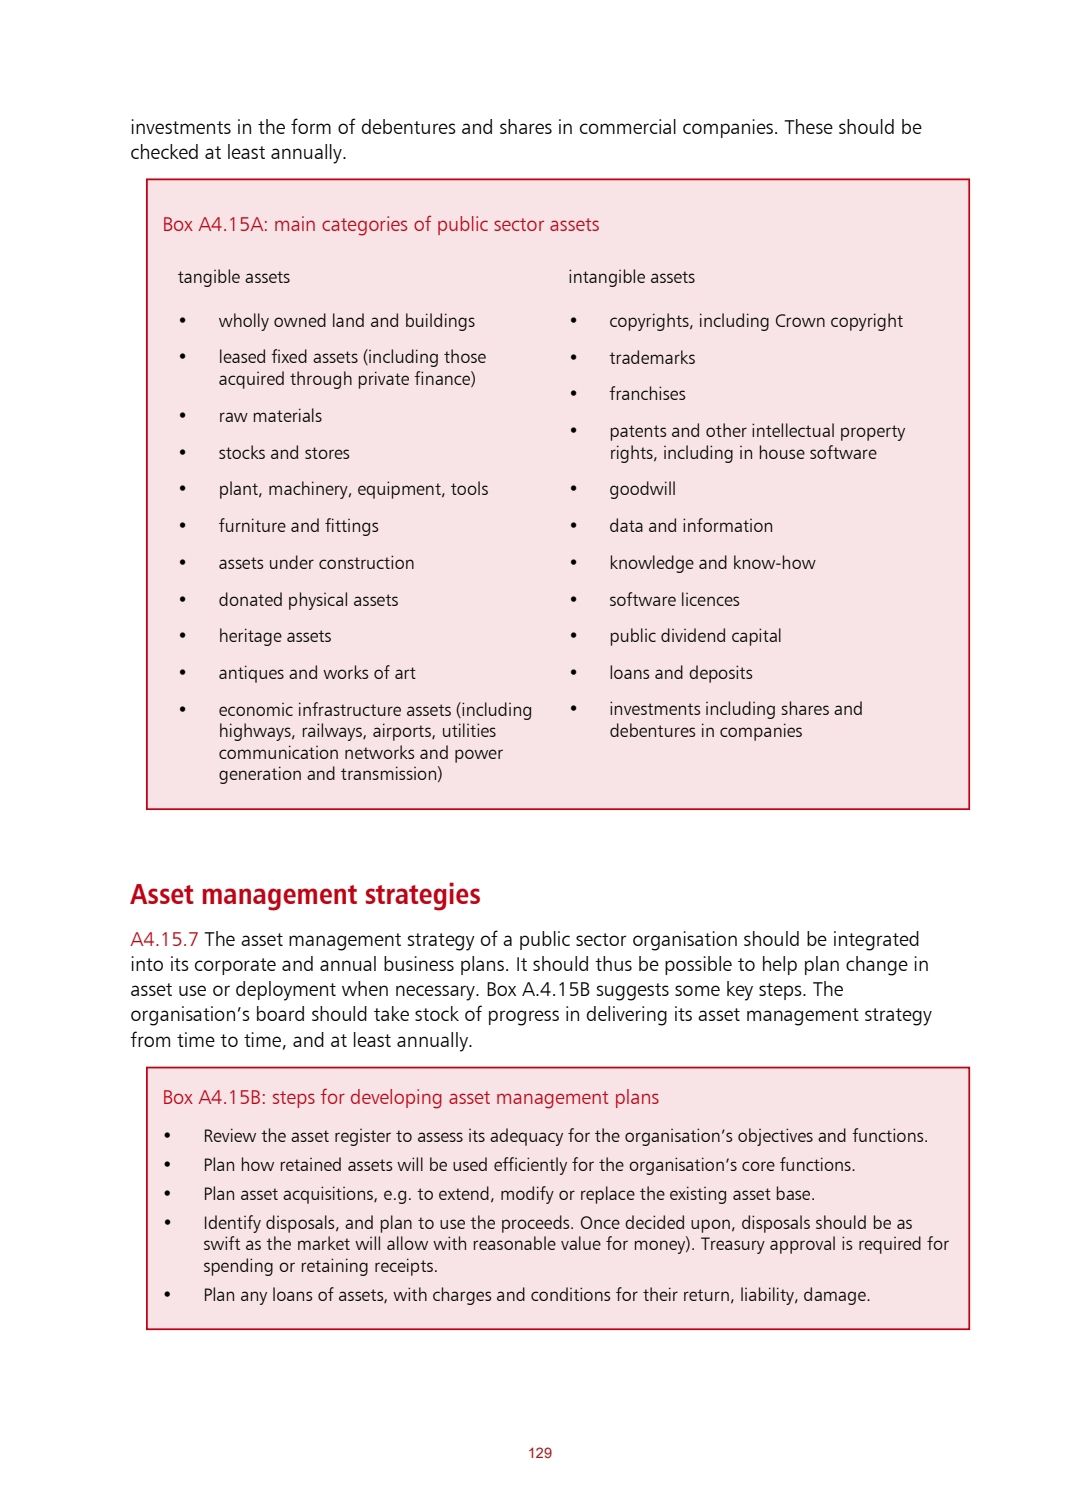 investments in the form of debentures and shares in commercial companies. These should be
checked at least annually.
Box A4.15A: main categories of public sector assets
tangible assets
• wholly owned land and buildings
• leased fixed assets (including those
acquired through private finance)
• raw materials
• stocks and stores
• plant, machinery, equipment, tools
• furniture and fittings
• assets under construction
• donated physical assets
• heritage assets
• antiques and works of art
• economic infrastructure assets (including
highways, railways, airports, utilities
communication networks and power
generation and transmission)
intangible assets
• copyrights, including Crown copyright
• trademarks
• franchises
• patents and other intellectual property
rights, including in house software
• goodwill
• data and information
• knowledge and know-how
• software licences
• public dividend capital
• loans and deposits
• investments including shares and
debentures in companies
Asset management strategies
A4.15.7 The asset management strategy of a public sector organisation should be integrated
into its corporate and annual business plans. It should thus be possible to help plan change in
asset use or deployment when necessary. Box A.4.15B suggests some key steps. The
organisation's board should take stock of progress in delivering its asset management strategy
from time to time, and at least annually.
Box A4.15B: steps for developing asset management plans
• Review the asset register to assess its adequacy for the organisation's objectives and functions.
• Plan how retained assets will be used efficiently for the organisation's core functions.
• Plan asset acquisitions, e.g. to extend, modify or replace the existing asset base.
• Identify disposals, and plan to use the proceeds. Once decided upon, disposals should be as
swift as the market will allow with reasonable value for money). Treasury approval is required for
spending or retaining receipts.
• Plan any loans of assets, with charges and conditions for their return, liability, damage.
129